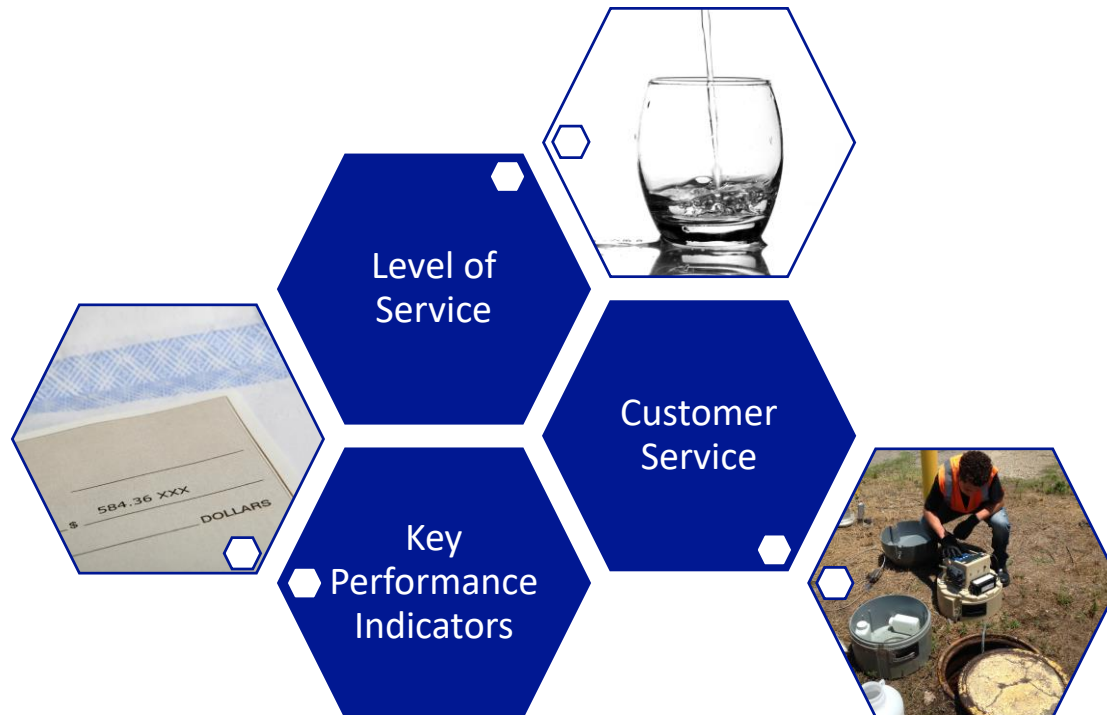 Level of
Service
Customer
Service
$ 584.36 XXX
DOLLARS
Key
Performance
Indicators